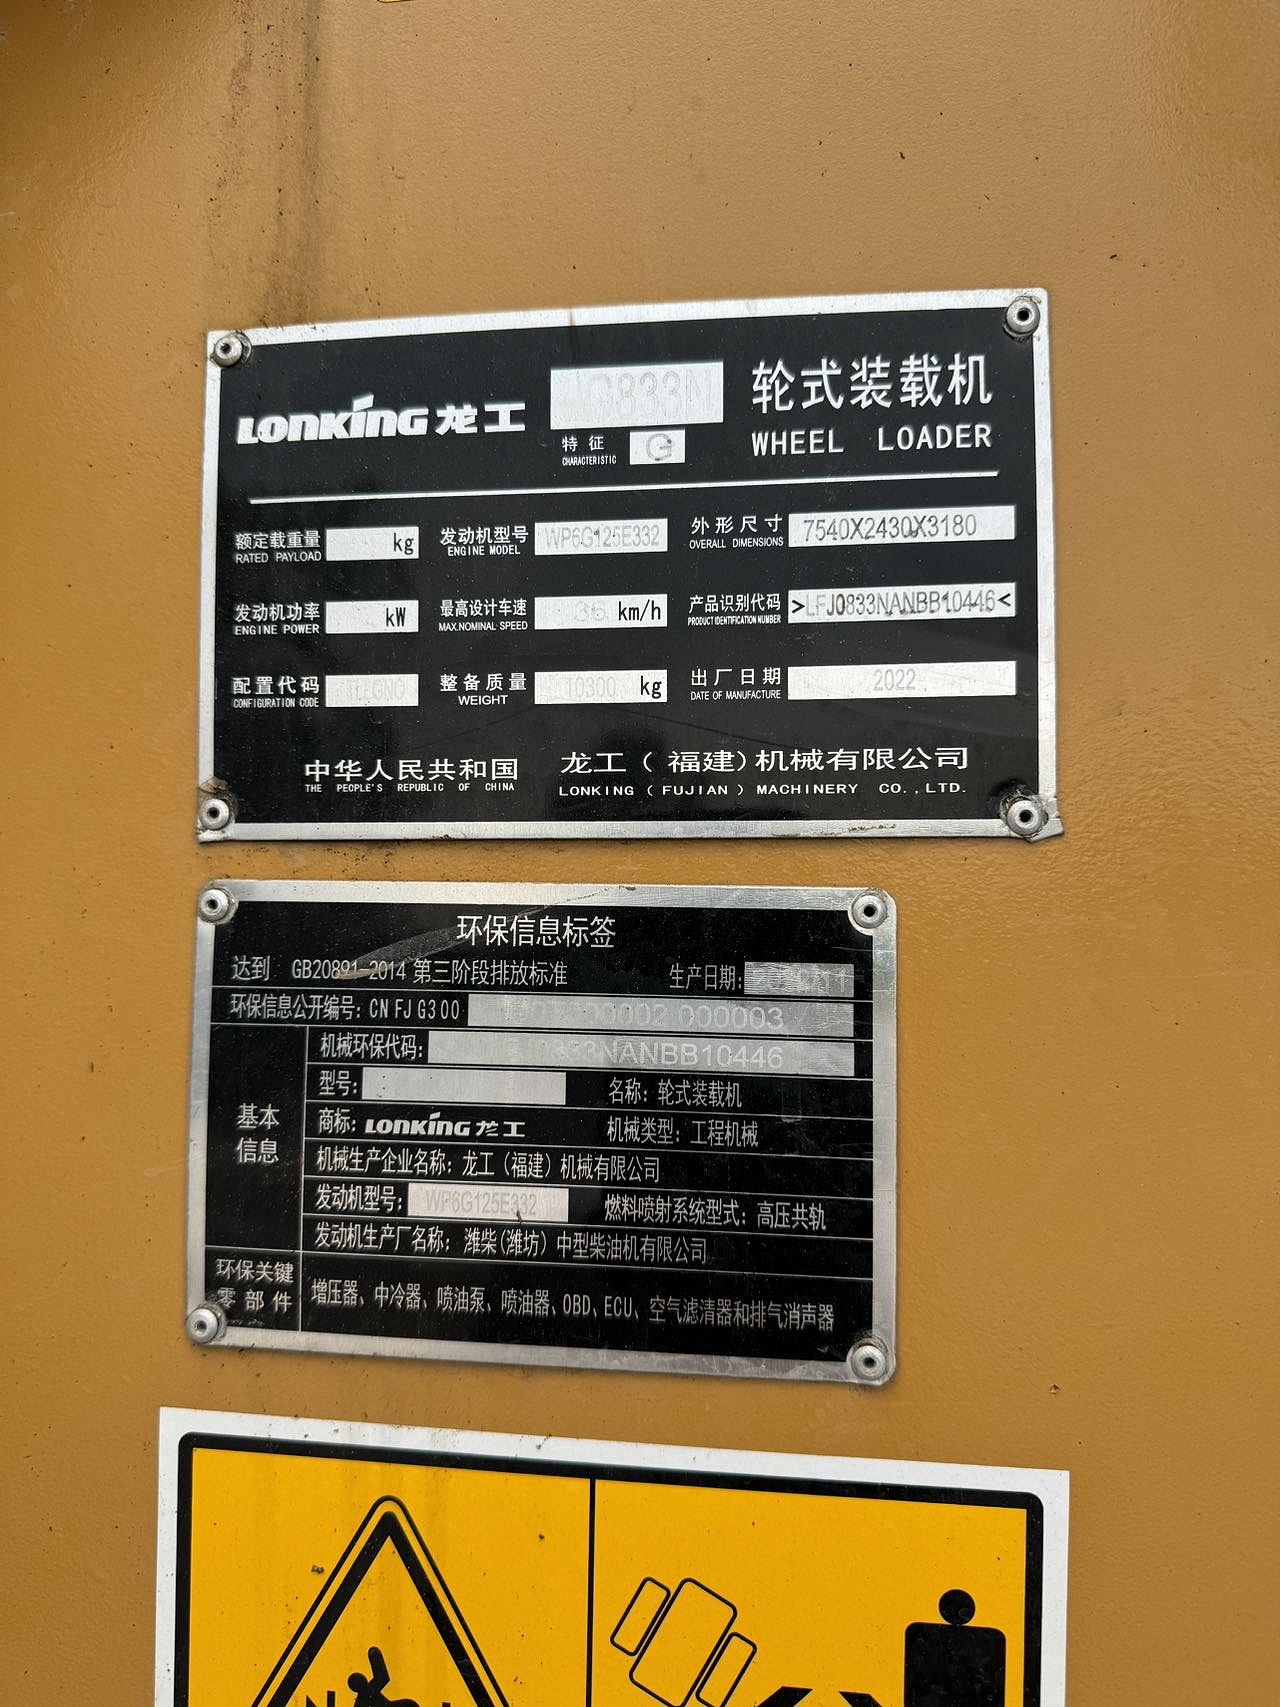 LONKING 龙工 G833N 轮式装载机
特征 CHARACTERISTIC G WHEEL LOADER
额定载重量 RATED PAYLOAD kg 发动机型号 ENGINE MODEL WP6G125E332 外形尺寸 OVERALL DIMENSIONS 7540X2430X3180
发动机功率 ENGINE POWER kW 最高设计车速 MAX.NOMINAL SPEED 36 km/h 产品识别代码 PRODUCT IDENTIFICATION NUMBER >LFJ0833NANBB10446<
配置代码 CONFIGURATION CODE 整备质量 WEIGHT 10300 kg 出厂日期 DATE OF MANUFACTURE 2022
中华人民共和国 龙工（福建）机械有限公司
THE PEOPLE'S REPUBLIC OF CHINA LONKING ( FUJIAN ) MACHINERY CO.,LTD.
环保信息标签
达到 GB20891-2014 第三阶段排放标准 生产日期:
环保信息公开编号: CN FJ G300 000003
机械环保代码: 833NANBB10446
型号: 名称: 轮式装载机
基本信息
商标: LONKING 龙工 机械类型: 工程机械
机械生产企业名称: 龙工（福建）机械有限公司
发动机型号: WP6G125E332 燃料喷射系统型式: 高压共轨
发动机生产厂名称: 潍柴(潍坊)中型柴油机有限公司
环保关键零部件 增压器、中冷器、喷油泵、喷油器、OBD、ECU、空气滤清器和排气消声器